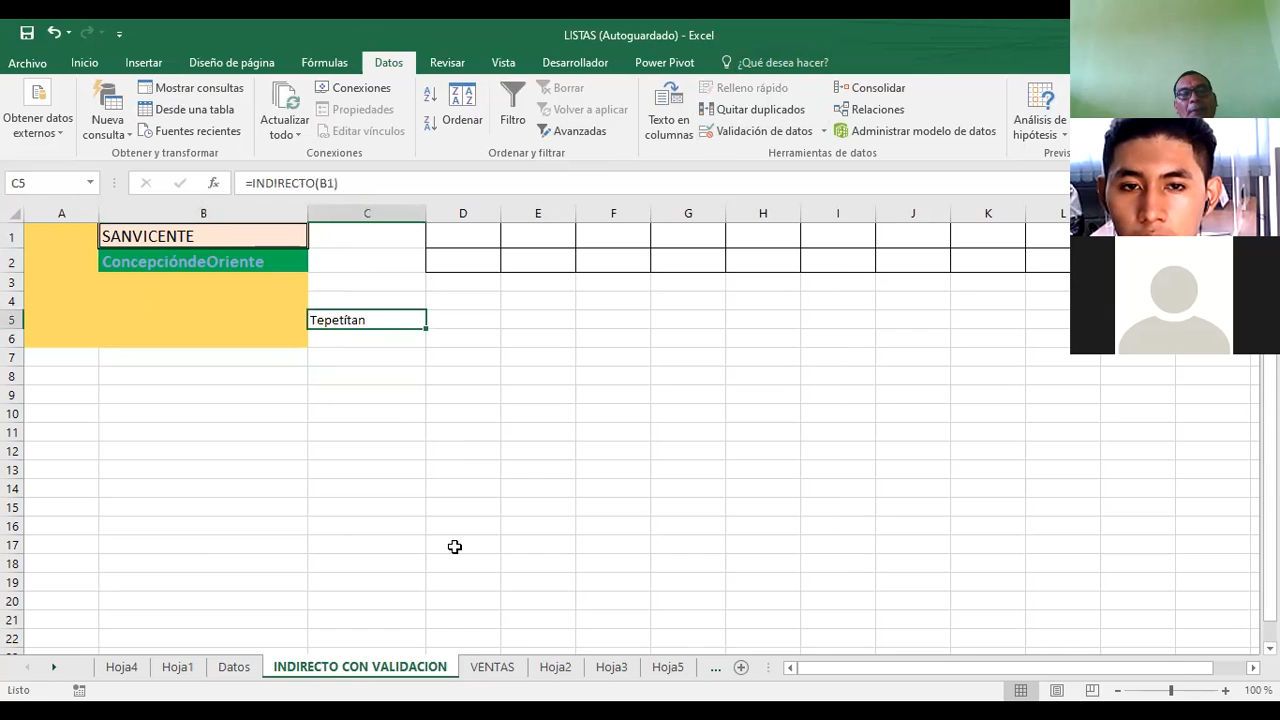 LISTAS (Autoguardado) - Excel
Archivo Inicio Insertar Diseño de página Fórmulas Datos Revisar Vista Desarrollador Power Pivot ¿Qué desea hacer?
Obtener datos externos
Nueva consulta
Mostrar consultas
Desde una tabla
Fuentes recientes
Obtener y transformar
Actualizar todo
Conexiones
Propiedades
Editar vínculos
Conexiones
Ordenar
Filtro
Borrar
Volver a aplicar
Avanzadas
Ordenar y filtrar
Texto en columnas
Relleno rápido
Quitar duplicados
Validación de datos
Consolidar
Relaciones
Administrar modelo de datos
Herramientas de datos
Análisis de hipótesis
Previs
C5 fx =INDIRECTO(B1)
A B C D E F G H I J K L
1 SANVICENTE
2 ConcepcióndeOriente
3
4
5 Tepetítan
6
7
8
9
10
11
12
13
14
15
16
17
18
19
20
21
22
Hoja4 Hoja1 Datos INDIRECTO CON VALIDACION VENTAS Hoja2 Hoja3 Hoja5 ...
Listo 100 %